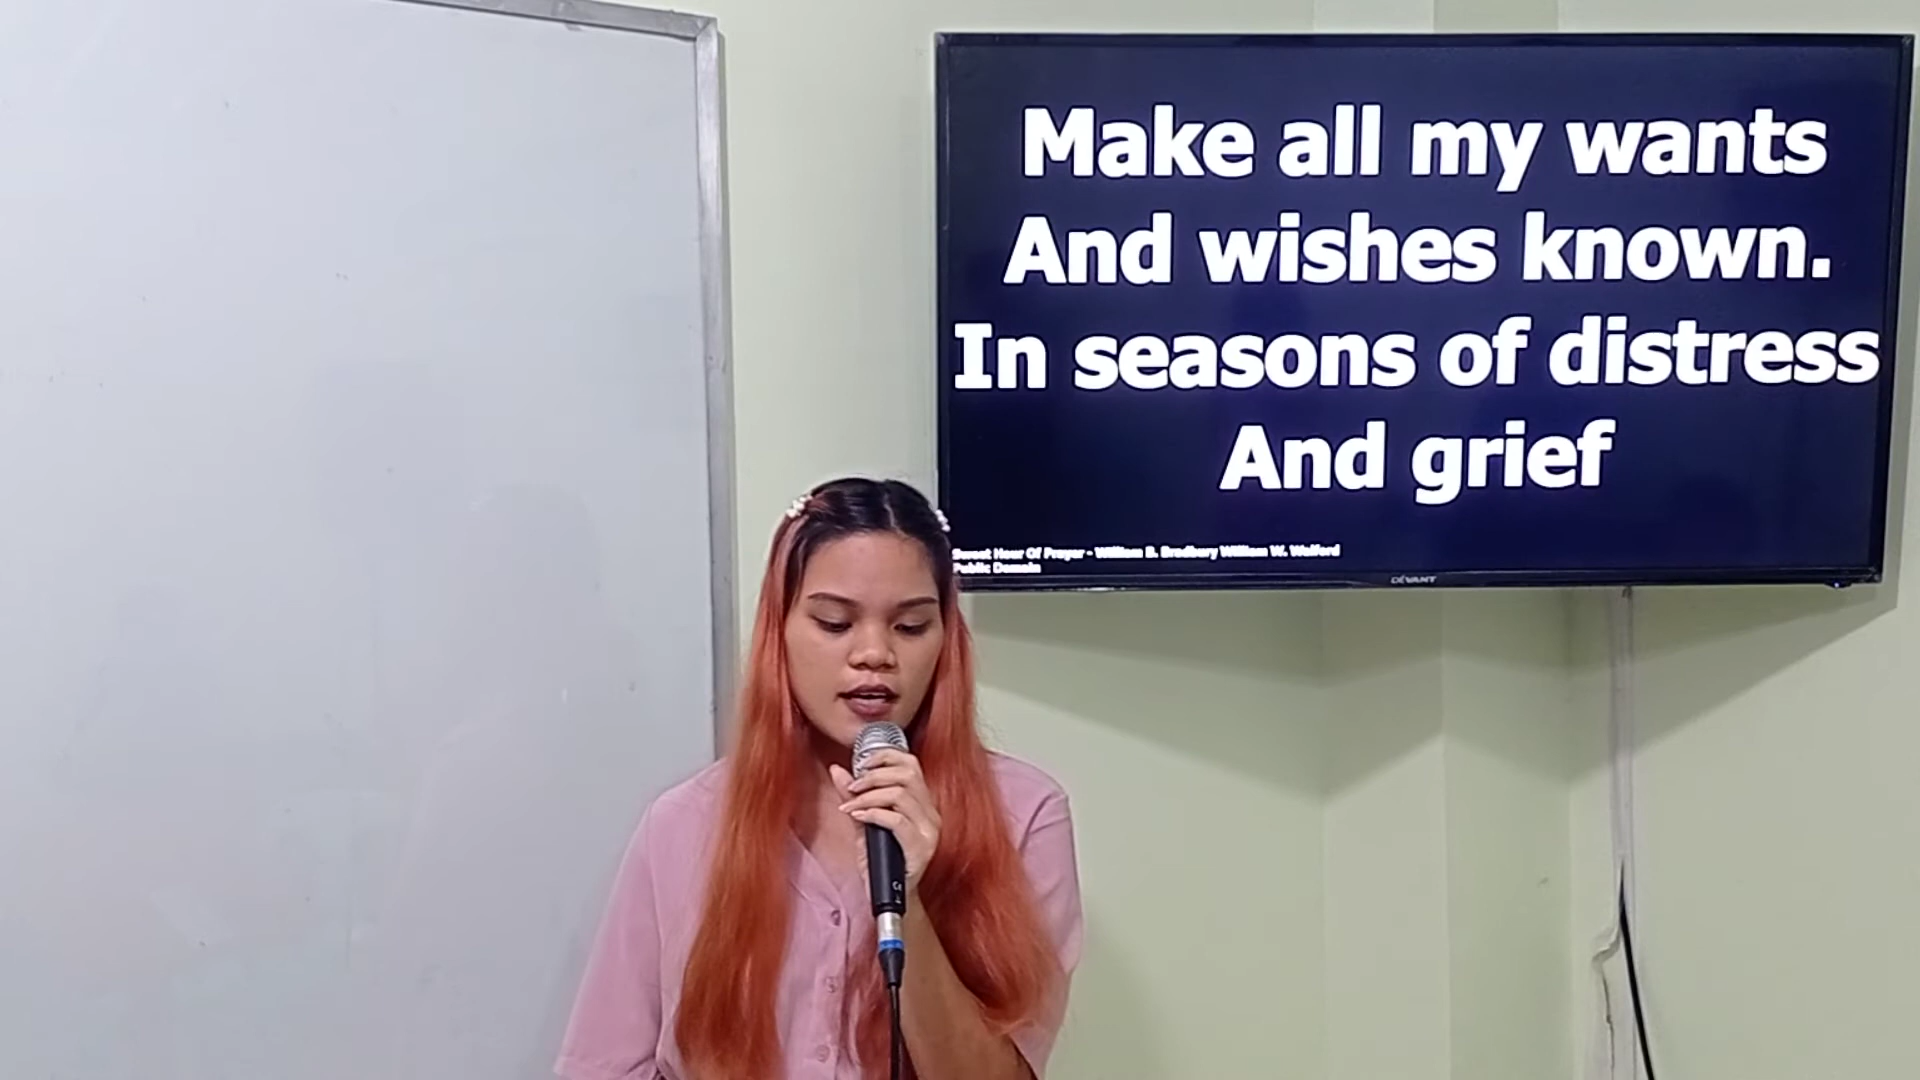 Make all my wants
And wishes known.
In seasons of distress
And grief
Sweet Hour Of Prayer - William B. Bradbury William W. Walford
Public Domain
DEVANT